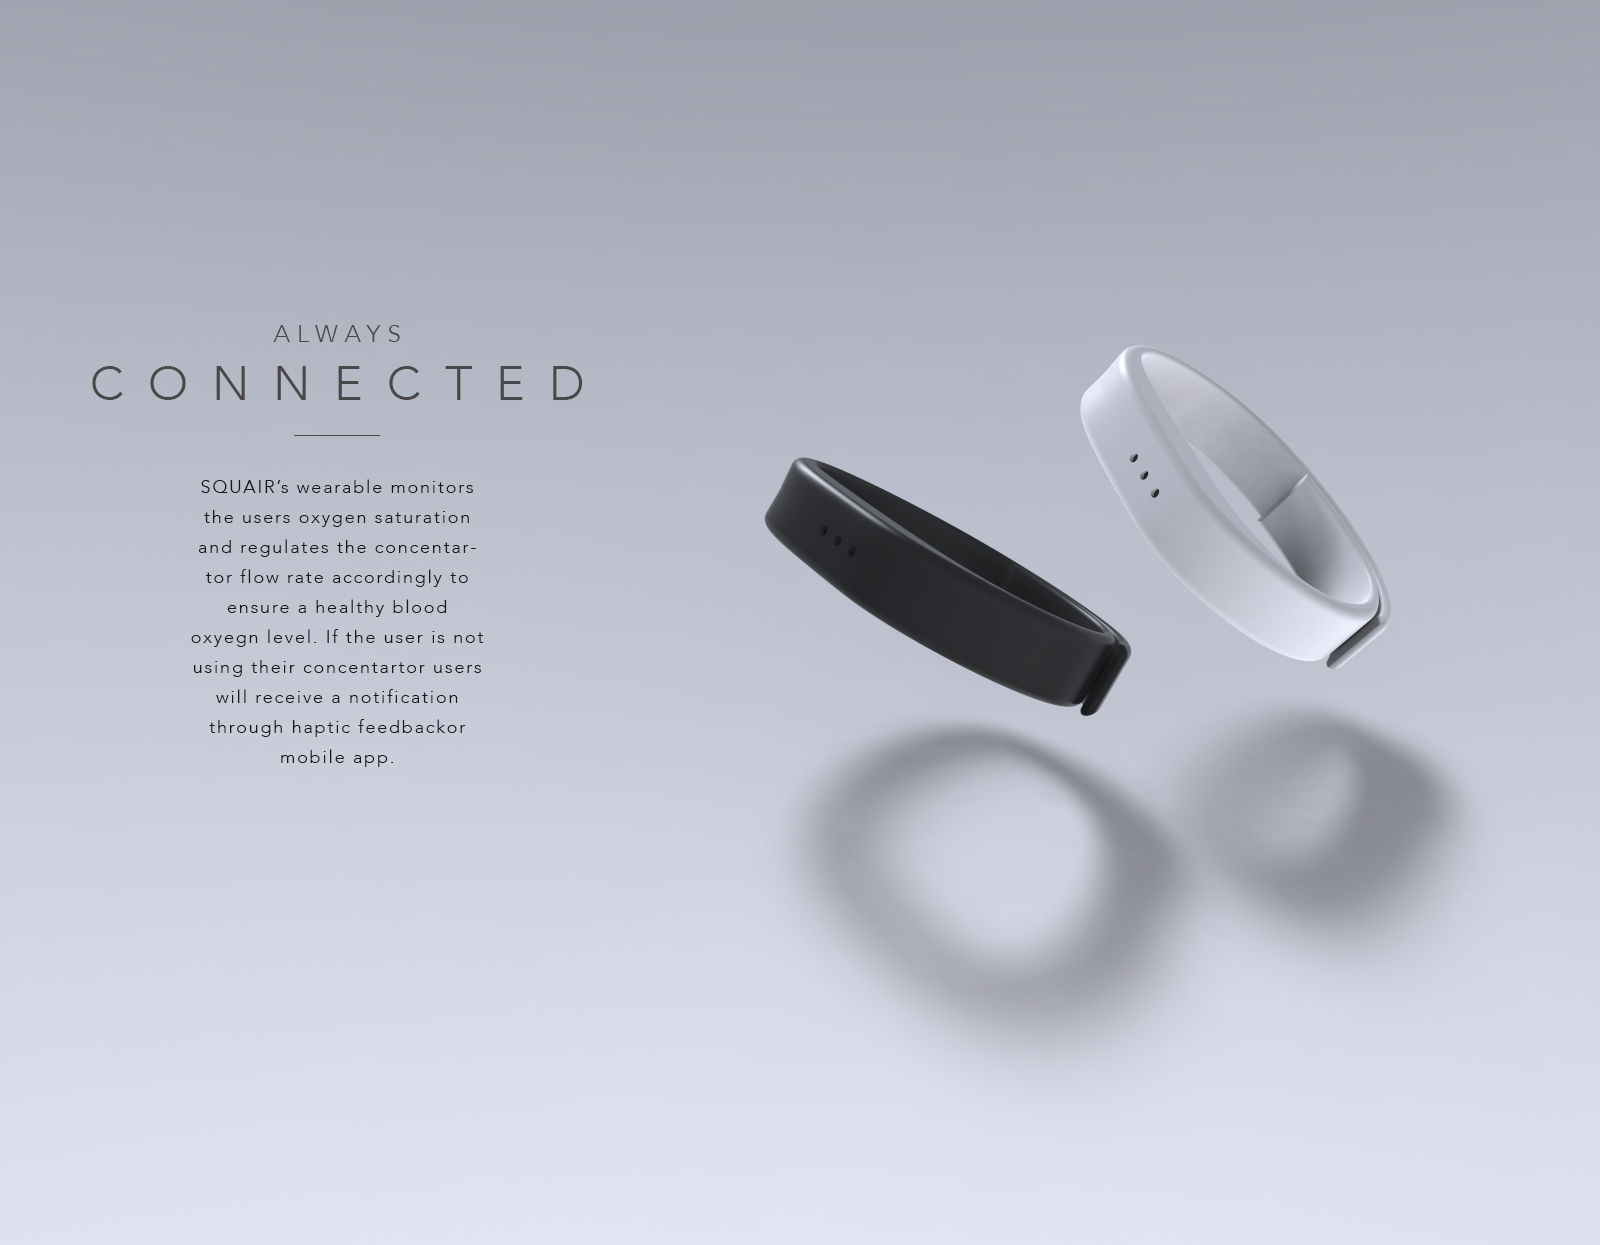 ALWAYS
CONNECTED
SQUAIR’s wearable monitors
the users oxygen saturation
and regulates the concentar-
tor flow rate accordingly to
ensure a healthy blood
oxyegn level. If the user is not
using their concentartor users
will receive a notification
through haptic feedbackor
mobile app.